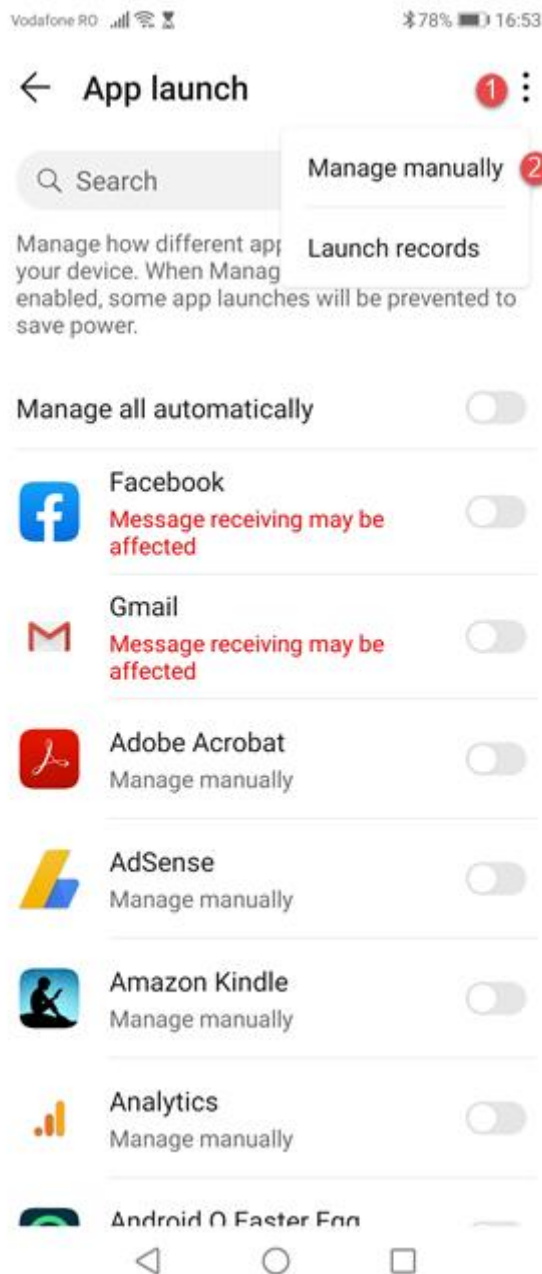 Vodafone RO 78% 16:53
App launch
1
Search
Manage manually
2
Launch records
Manage how different app
your device. When Manag
enabled, some app launches will be prevented to
save power.
Manage all automatically
Facebook
Message receiving may be
affected
Gmail
Message receiving may be
affected
Adobe Acrobat
Manage manually
AdSense
Manage manually
Amazon Kindle
Manage manually
Analytics
Manage manually
Android O Easter Egg